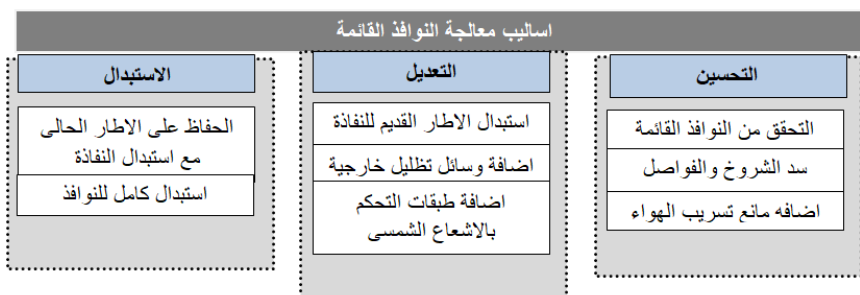 اساليب معالجة النوافذ القائمة
التحسين
التحقق من النوافذ القائمة
سد الشروخ والفواصل
اضافه مانع تسريب الهواء
التعديل
استبدال الاطار القديم للنفاذة
اضافة وسائل تظليل خارجية
اضافة طبقات التحكم
بالاشعاع الشمسى
الاستبدال
الحفاظ على الاطار الحالى
مع استبدال النفاذة
استبدال كامل للنوافذ